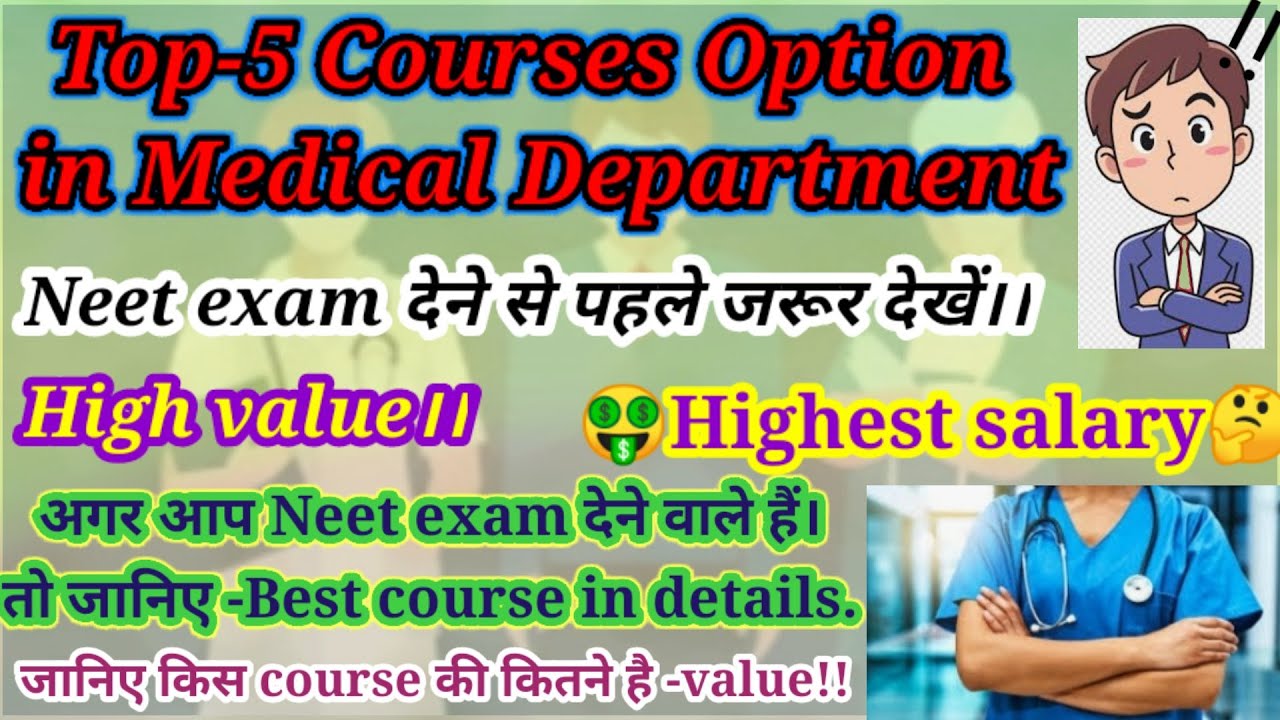 Top-5 Courses Option
in Medical Department
Neet exam देने से पहले जरूर देखें।।
High value।।
🤑Highest salary🤔
अगर आप Neet exam देने वाले हैं।
तो जानिए -Best course in details.
जानिए किस course की कितने है -value!!
!!